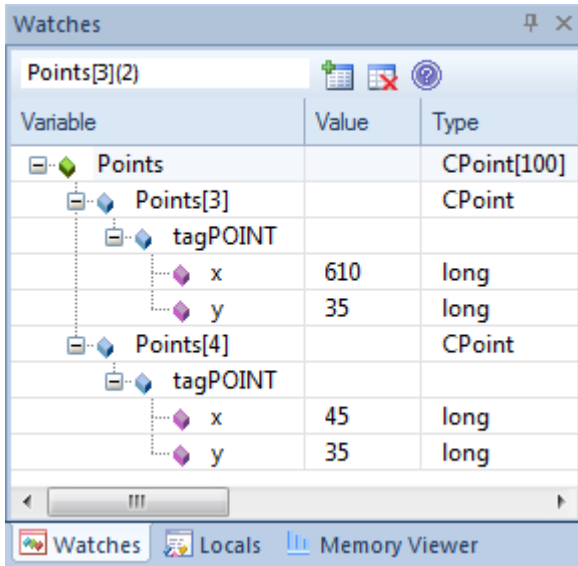 Watches
Points[3](2)
Variable Value Type
Points CPoint[100]
Points[3] CPoint
tagPOINT
x 610 long
y 35 long
Points[4] CPoint
tagPOINT
x 45 long
y 35 long
Watches Locals Memory Viewer